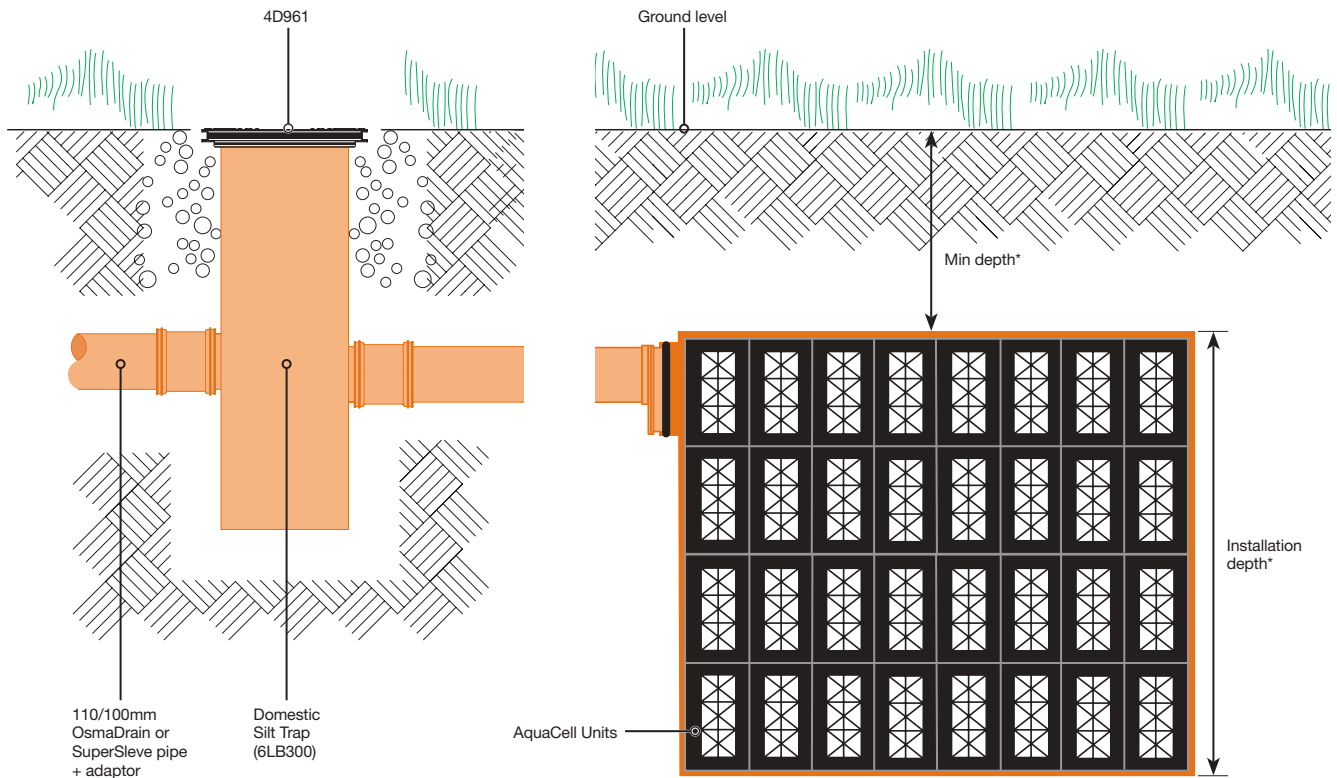 4D961
Ground level
Min depth*
Installation
depth*
110/100mm
OsmaDrain or
SuperSleve pipe
+ adaptor
Domestic
Silt Trap
(6LB300)
AquaCell Units